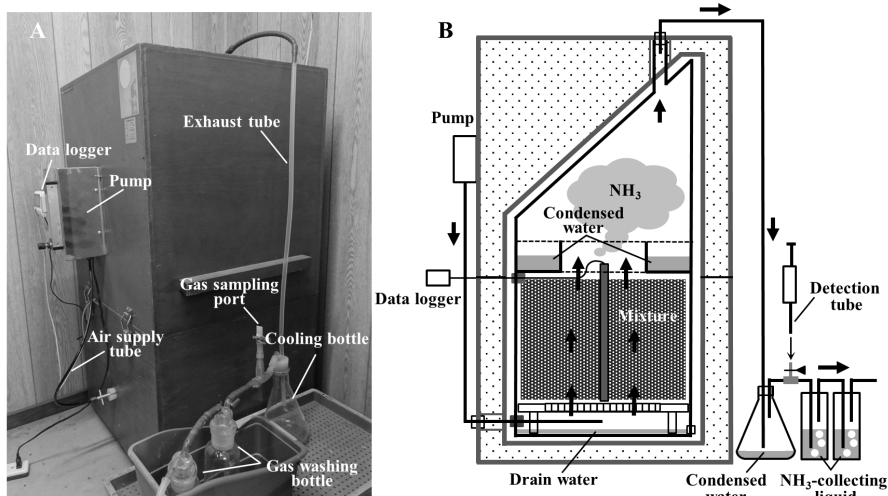 A
Exhaust tube
Data logger
Pump
Gas sampling
port
Cooling bottle
Air supply
tube
Gas washing
bottle
B
Pump
NH₃
Condensed
water
Data logger
Mixture
Detection
tube
Drain water
Condensed
water
NH₃-collecting
liquid